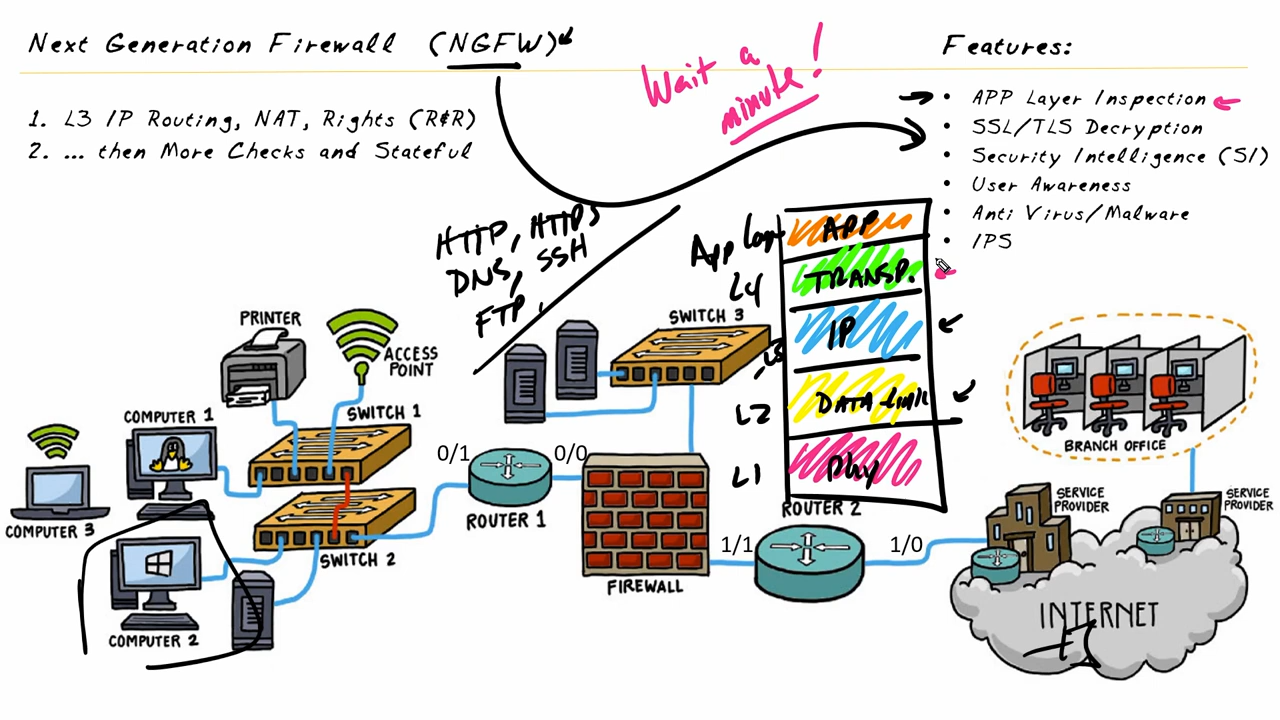 Next Generation Firewall (NGFW)
Wait a
minute!
Features:
1. L3 IP Routing, NAT, Rights (R&R)
2. ... then More Checks and Stateful
• APP Layer Inspection
• SSL/TLS Decryption
• Security Intelligence (SI)
• User Awareness
• Anti Virus/Malware
• IPS
HTTP, HTTPS
DNS, SSH
FTP,
App Layer
APP
L4
TRANSP.
L3
IP
L2
DATA Link
L1
Phy
PRINTER
ACCESS
POINT
SWITCH 3
COMPUTER 1
SWITCH 1
COMPUTER 3
SWITCH 2
COMPUTER 2
0/1
0/0
ROUTER 1
FIREWALL
1/1
ROUTER 2
1/0
BRANCH OFFICE
SERVICE
PROVIDER
SERVICE
PROVIDER
INTERNET